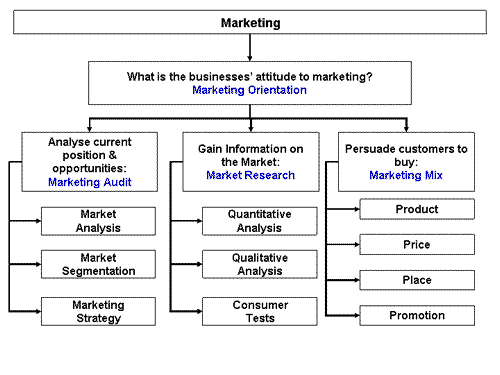 Marketing
What is the businesses' attitude to marketing?
Marketing Orientation
Analyse current
position &
opportunities:
Marketing Audit
Market
Analysis
Market
Segmentation
Marketing
Strategy
Gain Information on
the Market:
Market Research
Quantitative
Analysis
Qualitative
Analysis
Consumer
Tests
Persuade customers to
buy:
Marketing Mix
Product
Price
Place
Promotion